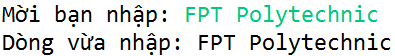 Mời bạn nhập: FPT Polytechnic
Dòng vừa nhập: FPT Polytechnic